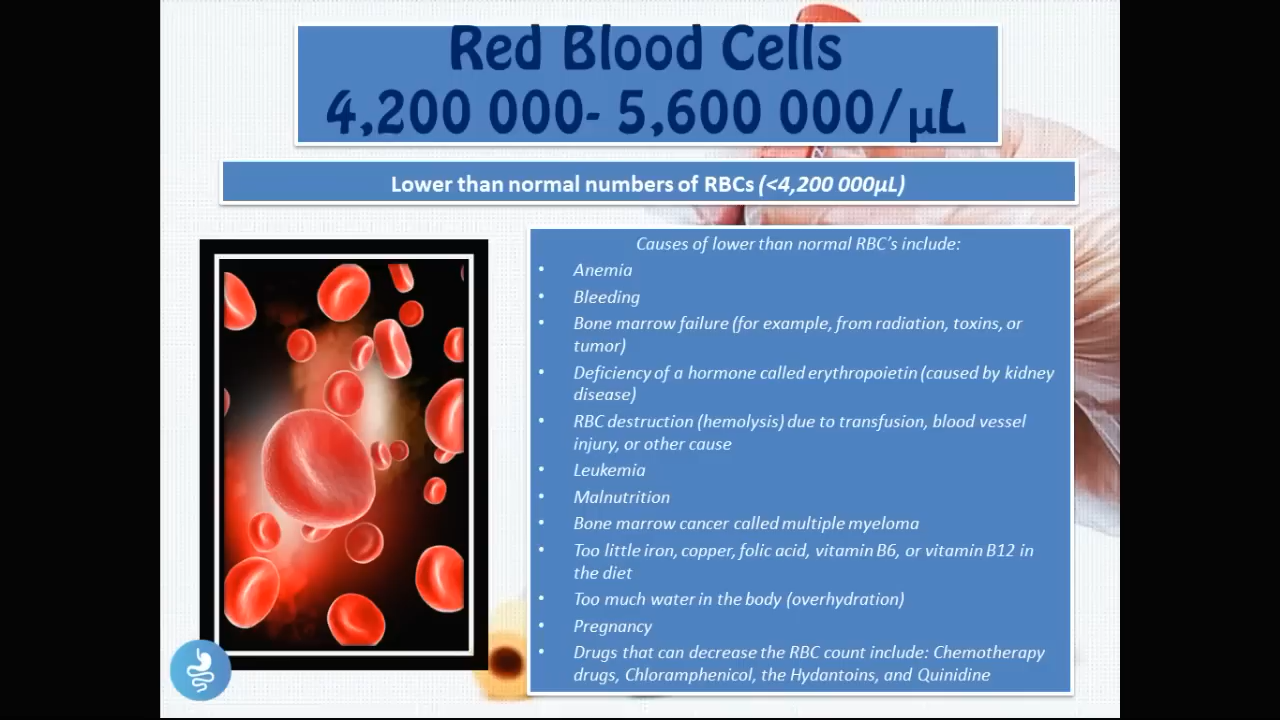 Red Blood Cells
4,200 000- 5,600 000/µL
Lower than normal numbers of RBCs (<4,200 000µL)
Causes of lower than normal RBC's include:
• Anemia
• Bleeding
• Bone marrow failure (for example, from radiation, toxins, or
tumor)
• Deficiency of a hormone called erythropoietin (caused by kidney
disease)
• RBC destruction (hemolysis) due to transfusion, blood vessel
injury, or other cause
• Leukemia
• Malnutrition
• Bone marrow cancer called multiple myeloma
• Too little iron, copper, folic acid, vitamin B6, or vitamin B12 in
the diet
• Too much water in the body (overhydration)
• Pregnancy
• Drugs that can decrease the RBC count include: Chemotherapy
drugs, Chloramphenicol, the Hydantoins, and Quinidine